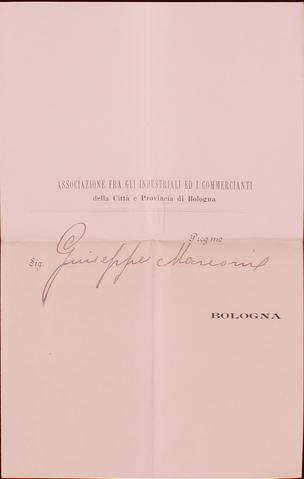 ASSOCIAZIONE FRA GLI INDUSTRIALI ED I COMMERCIANTI
della Città e Provincia di Bologna
Preg.mo
Sig. Giuseppe Marconi
BOLOGNA